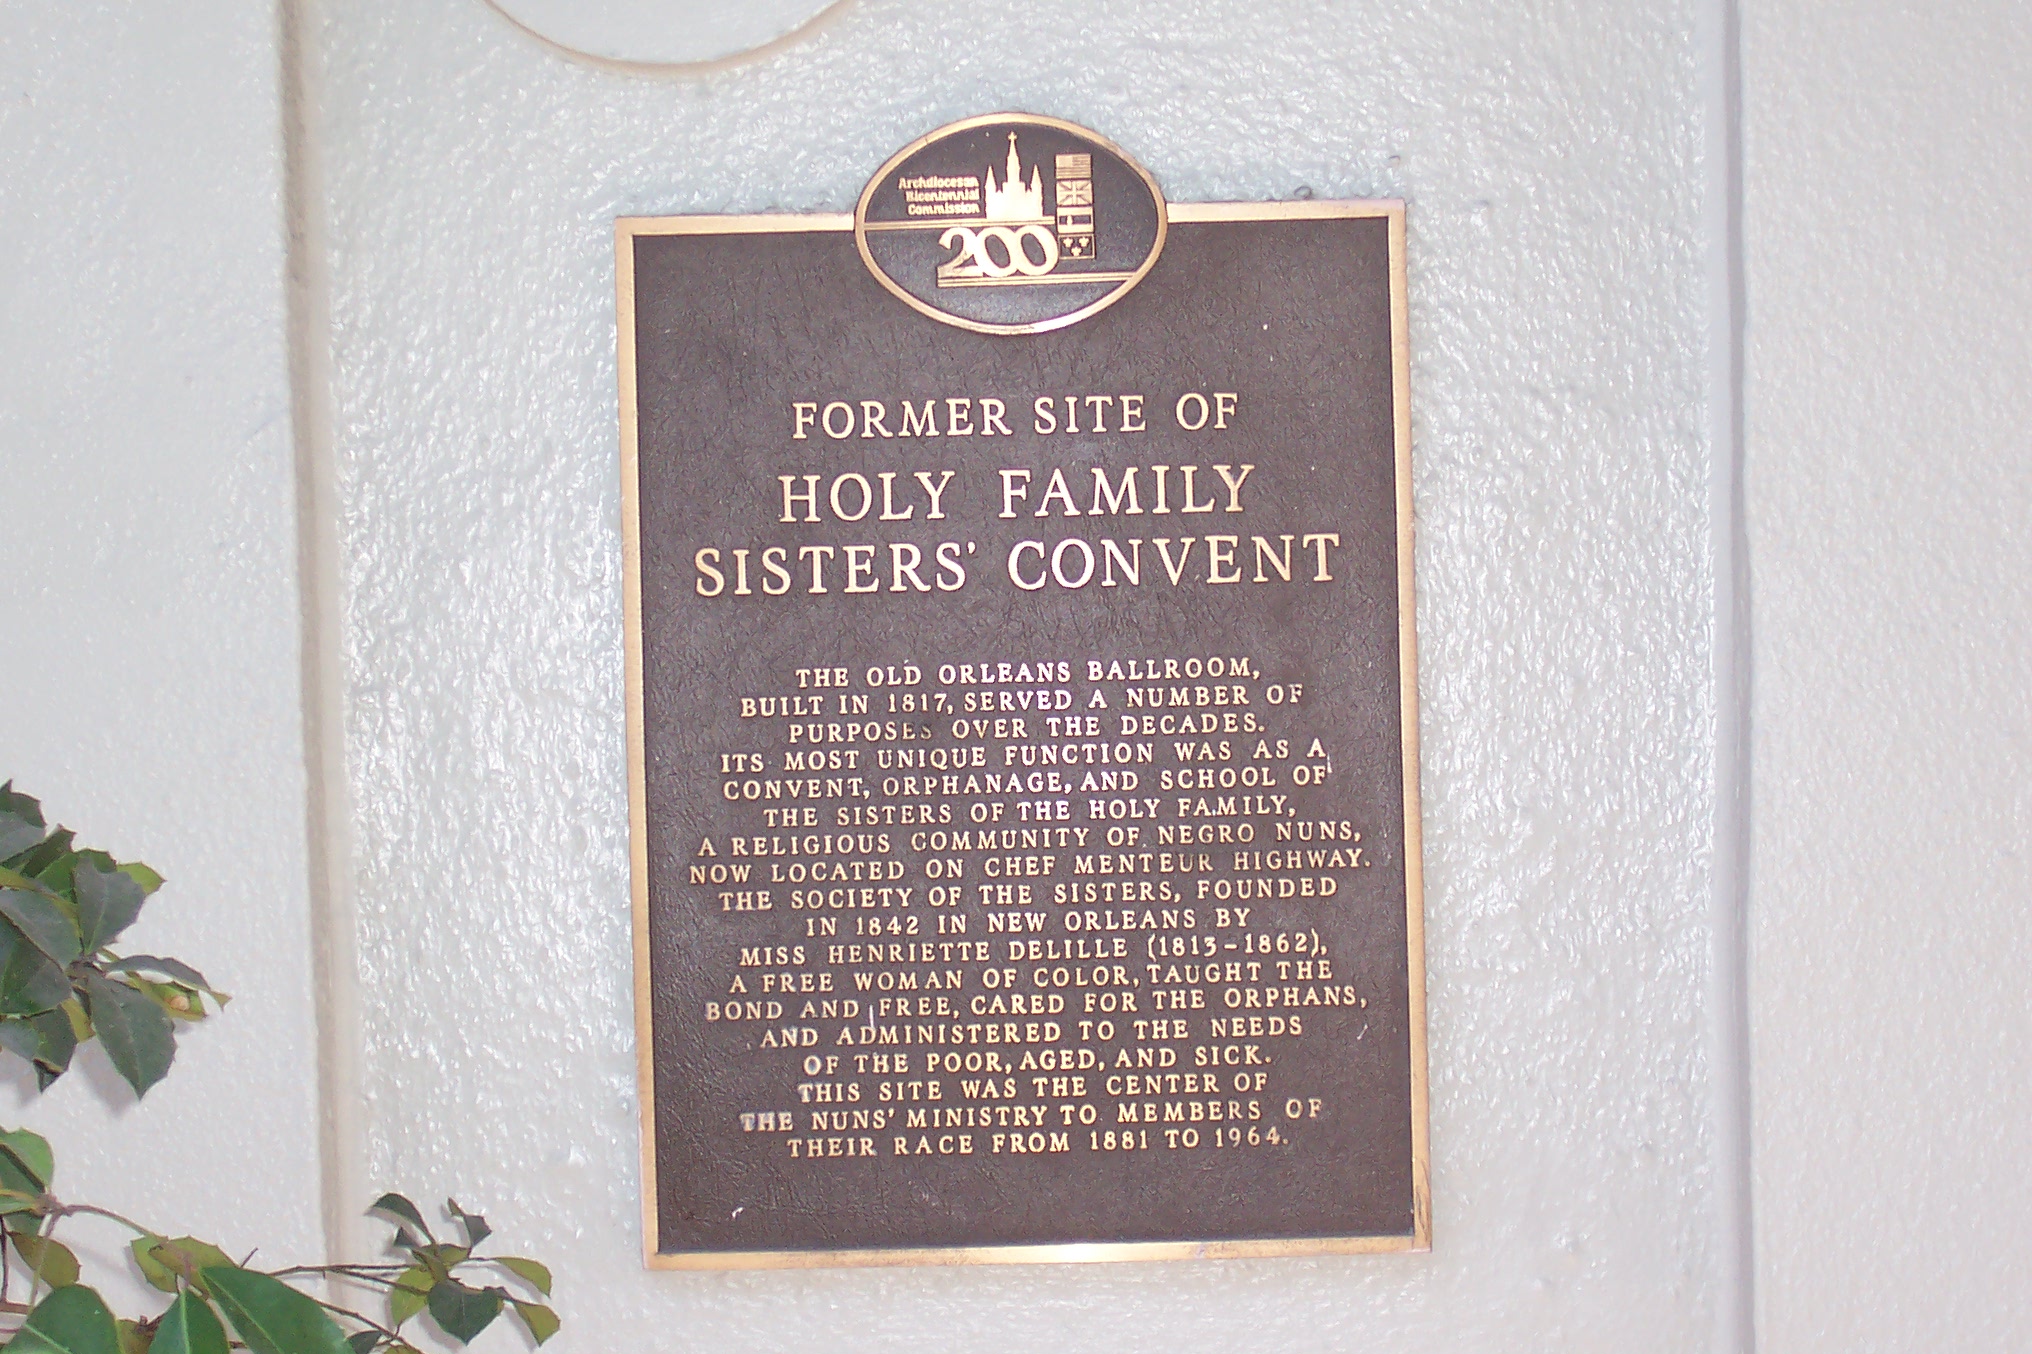 Archdiocesan
Bicentennial
Commission
200
FORMER SITE OF
HOLY FAMILY
SISTERS' CONVENT
THE OLD ORLEANS BALLROOM,
BUILT IN 1817, SERVED A NUMBER OF
PURPOSES OVER THE DECADES.
ITS MOST UNIQUE FUNCTION WAS AS A
CONVENT, ORPHANAGE, AND SCHOOL OF
THE SISTERS OF THE HOLY FAMILY,
A RELIGIOUS COMMUNITY OF NEGRO NUNS,
NOW LOCATED ON CHEF MENTEUR HIGHWAY.
THE SOCIETY OF THE SISTERS, FOUNDED
IN 1842 IN NEW ORLEANS BY
MISS HENRIETTE DELILLE (1813-1862),
A FREE WOMAN OF COLOR, TAUGHT THE
BOND AND FREE, CARED FOR THE ORPHANS,
AND ADMINISTERED TO THE NEEDS
OF THE POOR, AGED, AND SICK.
THIS SITE WAS THE CENTER OF
THE NUNS' MINISTRY TO MEMBERS OF
THEIR RACE FROM 1881 TO 1964.